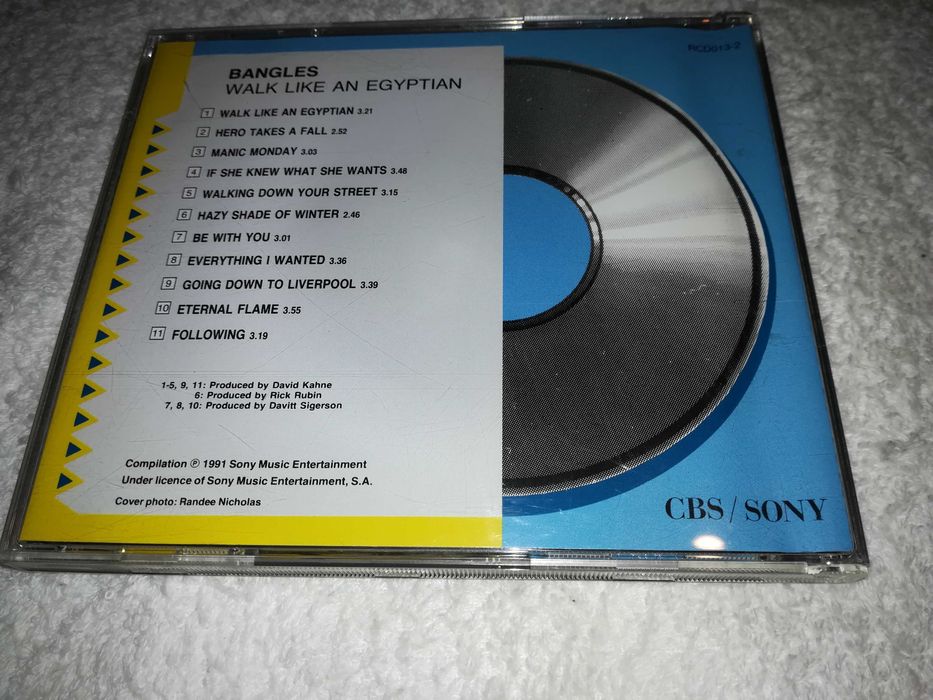 RCD013-2
BANGLES
WALK LIKE AN EGYPTIAN
1 WALK LIKE AN EGYPTIAN 3.21
2 HERO TAKES A FALL 2.52
3 MANIC MONDAY 3.03
4 IF SHE KNEW WHAT SHE WANTS 3.48
5 WALKING DOWN YOUR STREET 3.15
6 HAZY SHADE OF WINTER 2.46
7 BE WITH YOU 3.01
8 EVERYTHING I WANTED 3.36
9 GOING DOWN TO LIVERPOOL 3.39
10 ETERNAL FLAME 3.55
11 FOLLOWING 3.19
1-5, 9, 11: Produced by David Kahne
6: Produced by Rick Rubin
7, 8, 10: Produced by Davitt Sigerson
Compilation ℗ 1991 Sony Music Entertainment
Under licence of Sony Music Entertainment, S.A.
Cover photo: Randee Nicholas
CBS / SONY